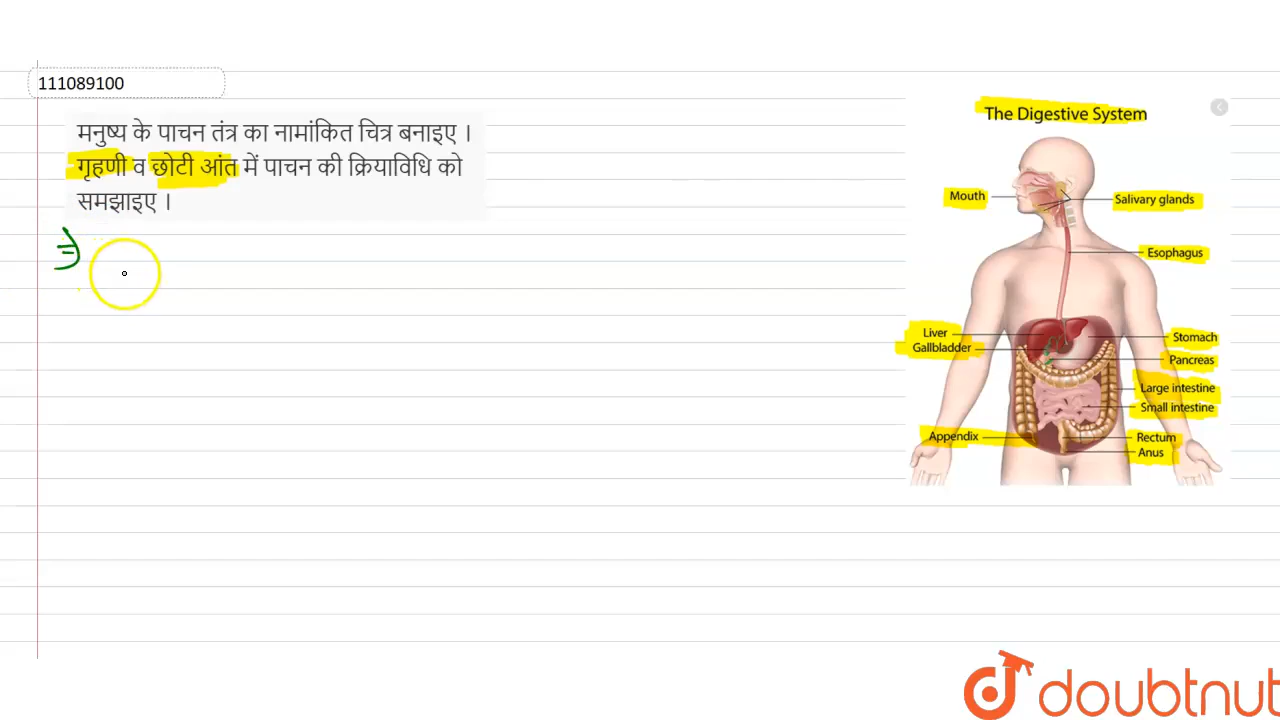 111089100
मनुष्य के पाचन तंत्र का नामांकित चित्र बनाइए ।
गृहणी व छोटी आंत में पाचन की क्रियाविधि को
समझाइए ।
The Digestive System
Mouth
Salivary glands
Esophagus
Liver
Gallbladder
Stomach
Pancreas
Large intestine
Small intestine
Appendix
Rectum
Anus
doubtnut